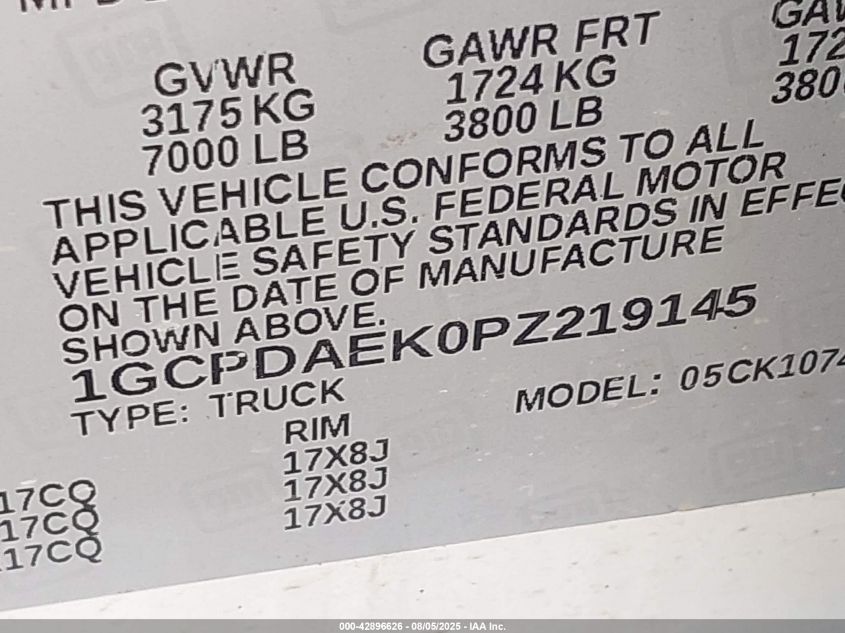 GVWR
3175 KG
7000 LB
GAWR FRT
1724 KG
3800 LB
THIS VEHICLE CONFORMS TO ALL
APPLICABLE U.S. FEDERAL MOTOR
VEHICLE SAFETY STANDARDS IN EFFE
ON THE DATE OF MANUFACTURE
SHOWN ABOVE.
1GCPDAEK0PZ219145
TYPE: TRUCK
MODEL: 05CK1074
RIM
17X8J
17X8J
17X8J
17CQ
17CQ
17CQ
000-42896626 - 08/05/2025 - IAA Inc.